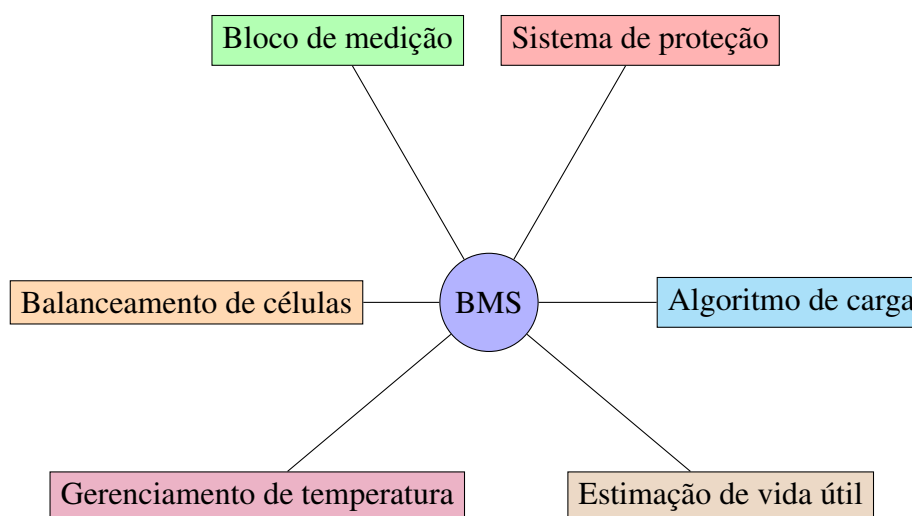 Bloco de medição
Sistema de proteção
Balanceamento de células
BMS
Algoritmo de carga
Gerenciamento de temperatura
Estimação de vida útil